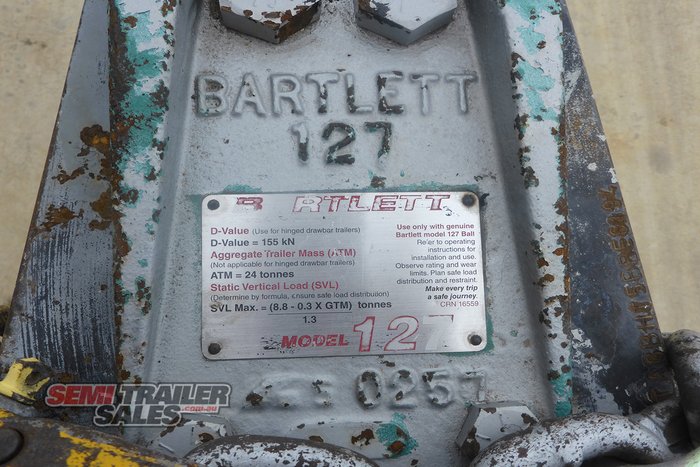 BARTLETT
127
B RTLETT
D-Value (Use for hinged drawbar trailers)
D-Value = 155 kN
Aggregate Trailer Mass (ATM)
(Not applicable for hinged drawbar trailers)
ATM = 24 tonnes
Static Vertical Load (SVL)
(Determine by formula, ensure safe load distribution)
SVL Max. = (8.8 - 0.3 X GTM) tonnes
1.3
Use only with genuine
Bartlett model 127 Ball
Refer to operating
instructions for
installation and use.
Observe rating and wear
limits. Plan safe load
distribution and restraint.
Make every trip
a safe journey.
CRN 16559
MODEL 127
0257
SEMI TRAILER
SALES.com.au